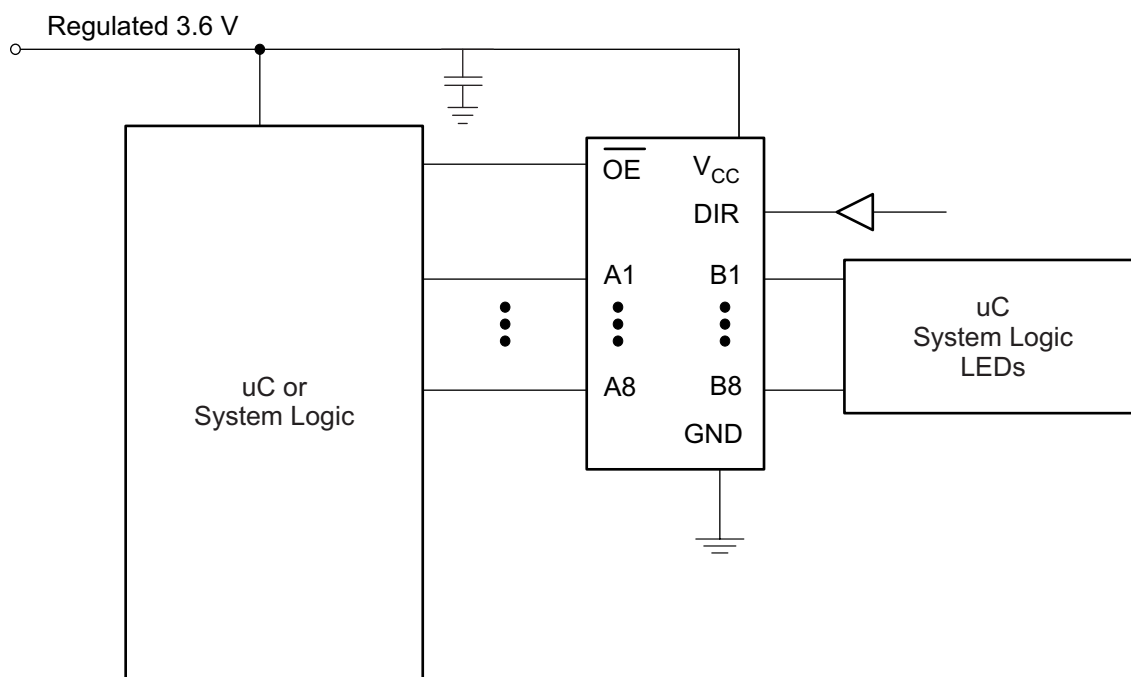 Regulated 3.6 V
OE
VCC
DIR
A1
B1
uC or
System Logic
A8
B8
uC
System Logic
LEDs
GND